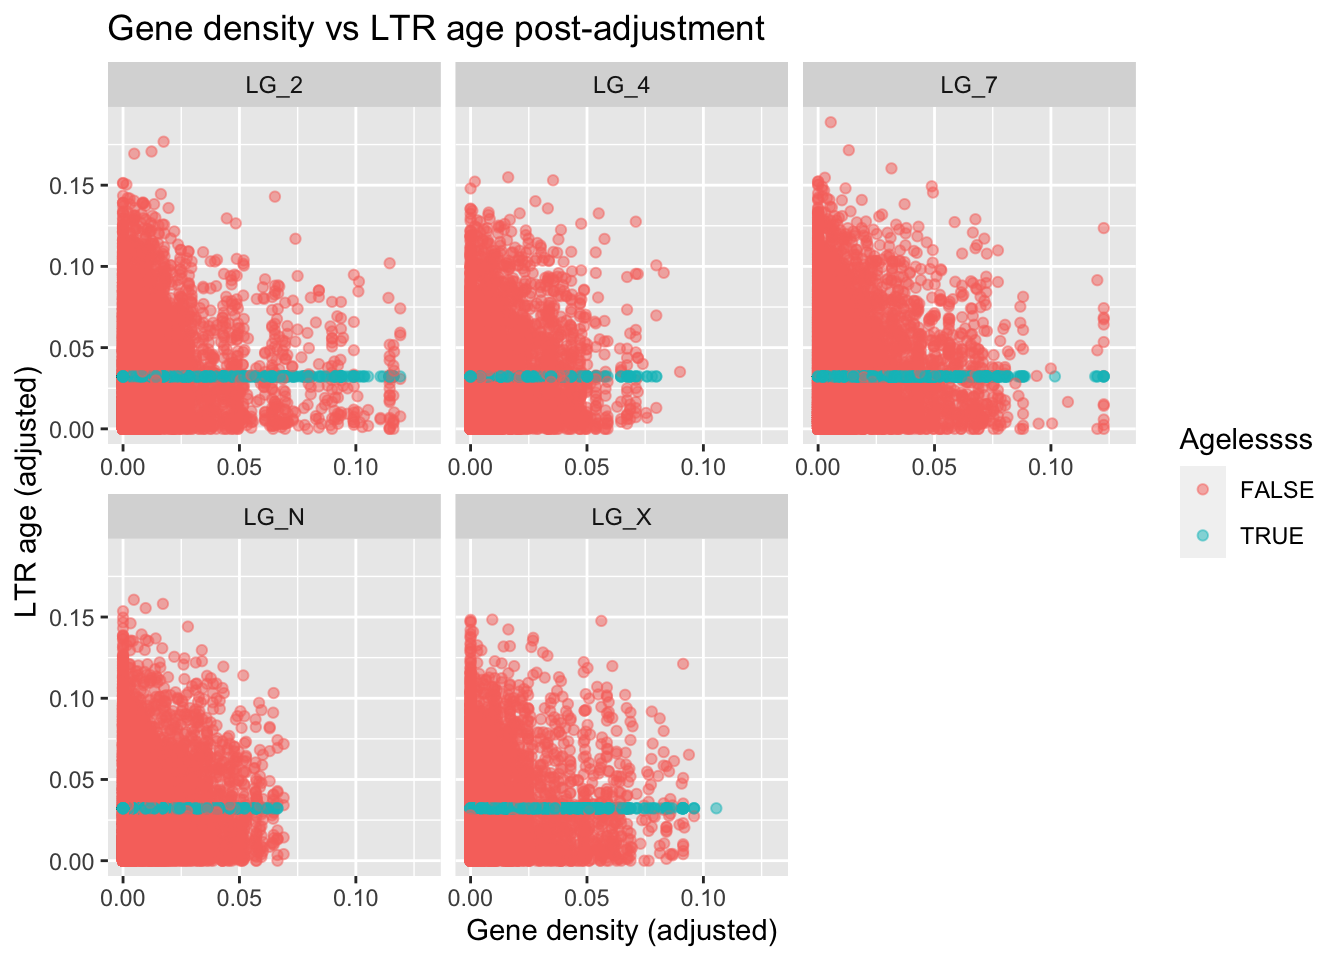 Gene density vs LTR age post-adjustment
LG_2
LG_4
LG_7
0.15
0.10
0.05
0.00
0.00 0.05 0.10
0.00 0.05 0.10
0.00 0.05 0.10
LG_N
LG_X
0.15
0.10
0.05
0.00
0.00 0.05 0.10
0.00 0.05 0.10
Gene density (adjusted)
LTR age (adjusted)
Agelessss
FALSE
TRUE